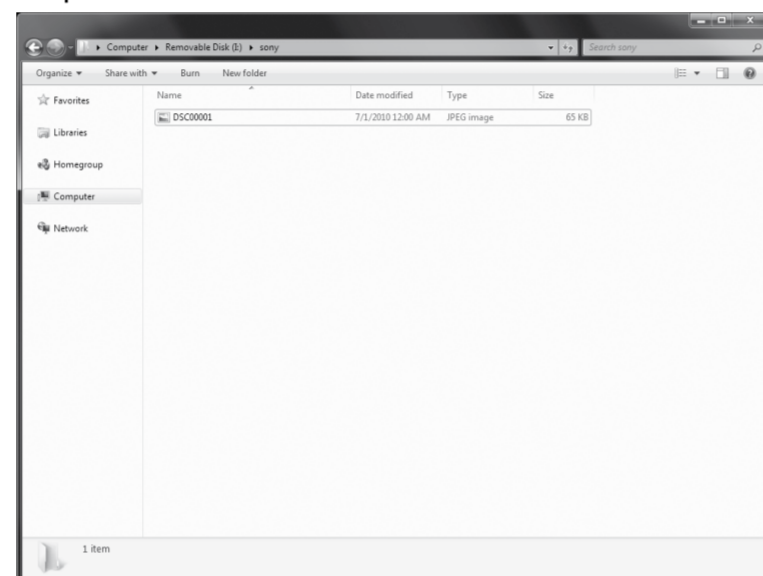 Computer ▸ Removable Disk (I:) ▸ sony Search sony
Organize Share with Burn New folder
Name Date modified Type Size
DSC00001 7/1/2010 12:00 AM JPEG image 65 KB
Favorites
Libraries
Homegroup
Computer
Network
1 item